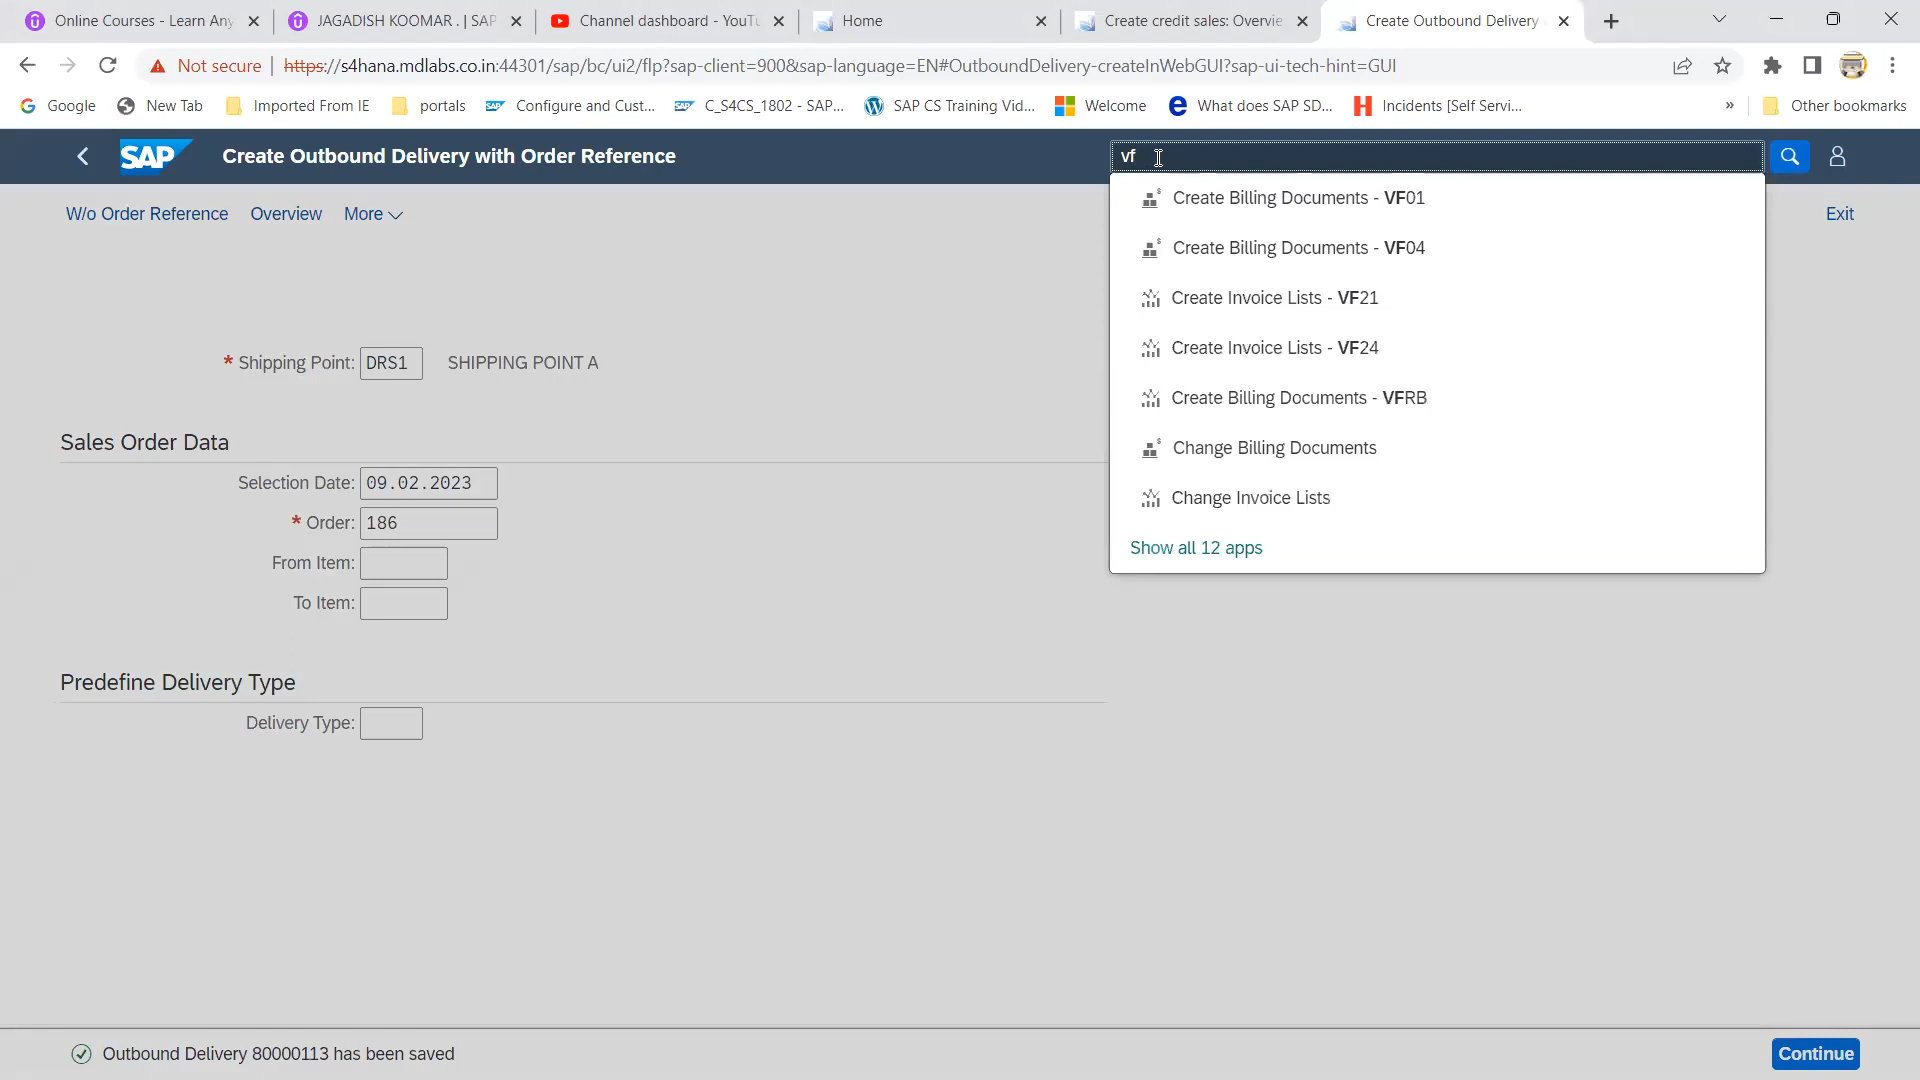 Online Courses - Learn Any
JAGADISH KOOMAR . | SAP
Channel dashboard - YouTu
Home
Create credit sales: Overvie
Create Outbound Delivery
Not secure | https://s4hana.mdlabs.co.in:44301/sap/bc/ui2/flp?sap-client=900&sap-language=EN#OutboundDelivery-createInWebGUI?sap-ui-tech-hint=GUI
Google
New Tab
Imported From IE
portals
Configure and Cust...
C_S4CS_1802 - SAP...
SAP CS Training Vid...
Welcome
What does SAP SD...
Incidents [Self Servi...
»
Other bookmarks
SAP
Create Outbound Delivery with Order Reference
vf
W/o Order Reference Overview More
Exit
Create Billing Documents - VF01
Create Billing Documents - VF04
Create Invoice Lists - VF21
Create Invoice Lists - VF24
Create Billing Documents - VFRB
Change Billing Documents
Change Invoice Lists
Show all 12 apps
* Shipping Point: DRS1 SHIPPING POINT A
Sales Order Data
Selection Date: 09.02.2023
* Order: 186
From Item:
To Item:
Predefine Delivery Type
Delivery Type:
Outbound Delivery 80000113 has been saved
Continue